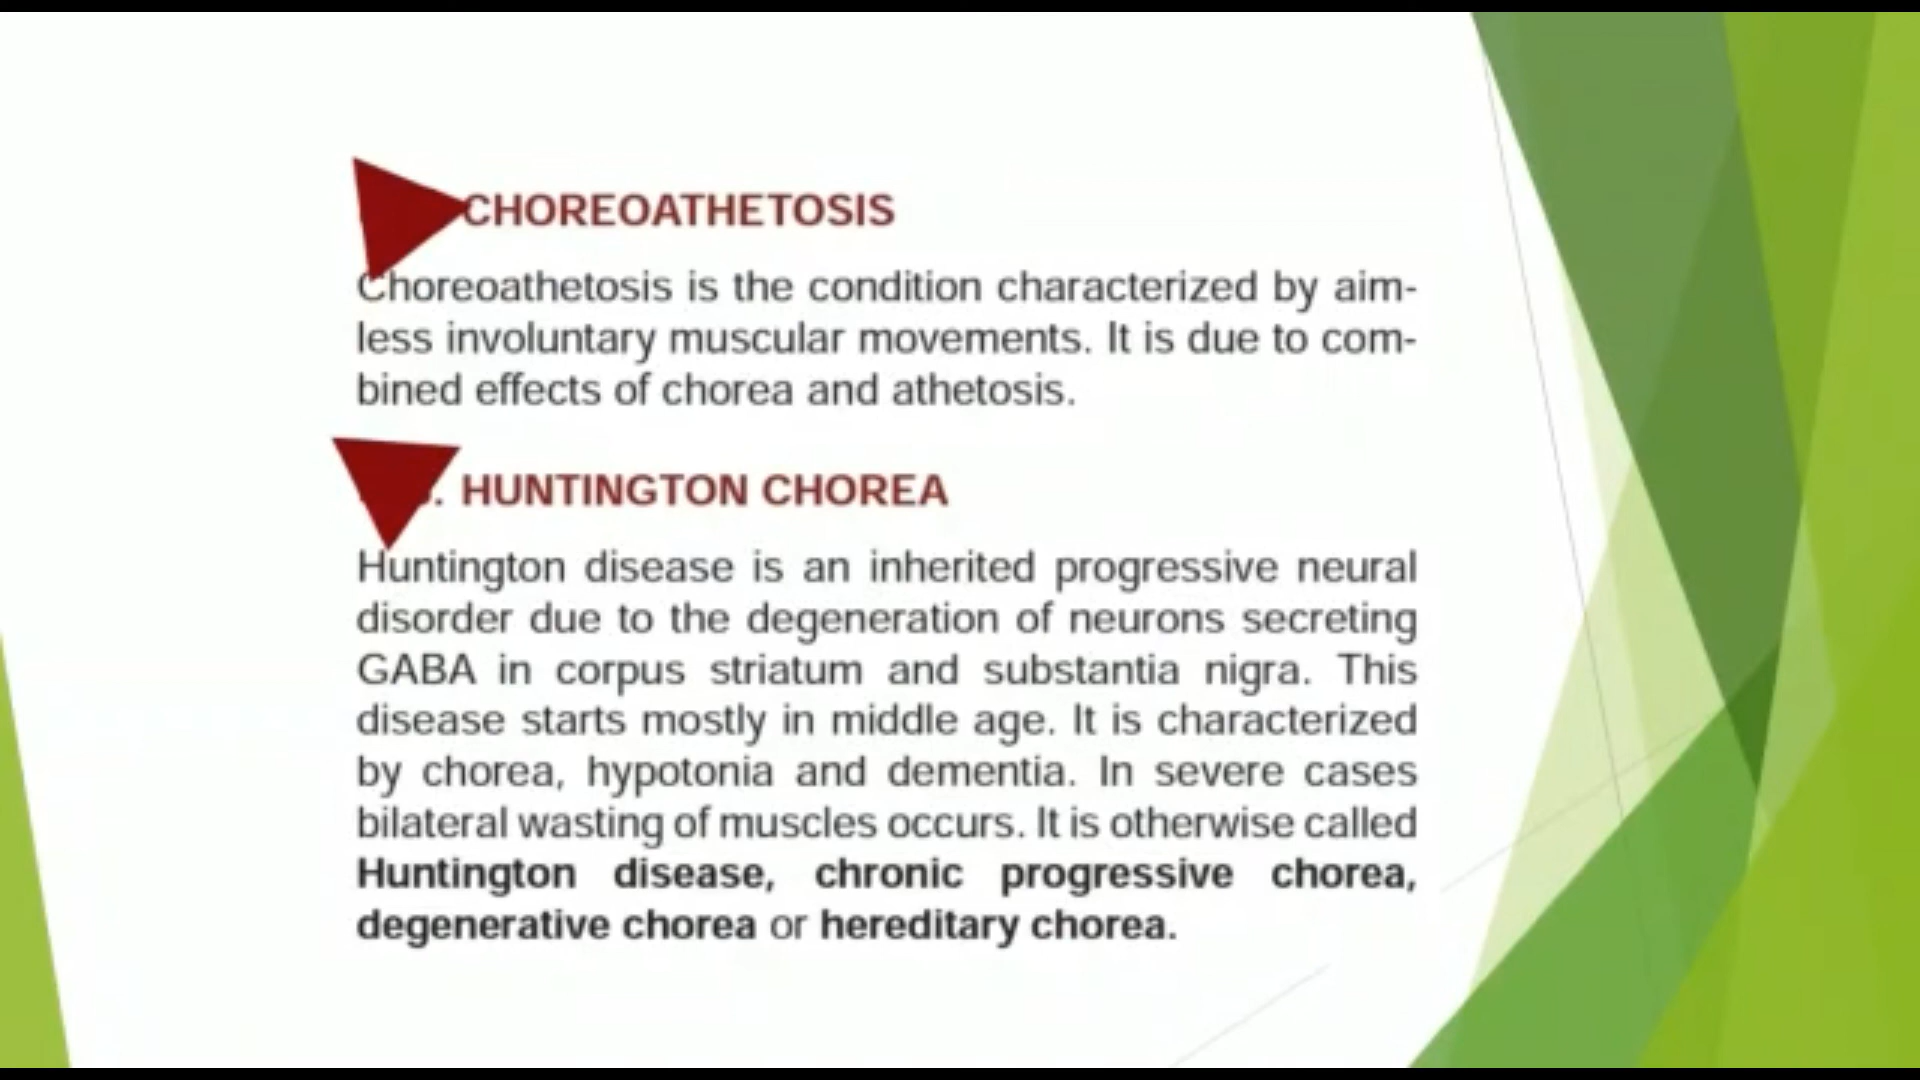 CHOREOATHETOSIS
Choreoathetosis is the condition characterized by aim-
less involuntary muscular movements. It is due to com-
bined effects of chorea and athetosis.
HUNTINGTON CHOREA
Huntington disease is an inherited progressive neural
disorder due to the degeneration of neurons secreting
GABA in corpus striatum and substantia nigra. This
disease starts mostly in middle age. It is characterized
by chorea, hypotonia and dementia. In severe cases
bilateral wasting of muscles occurs. It is otherwise called
Huntington disease, chronic progressive chorea,
degenerative chorea or hereditary chorea.